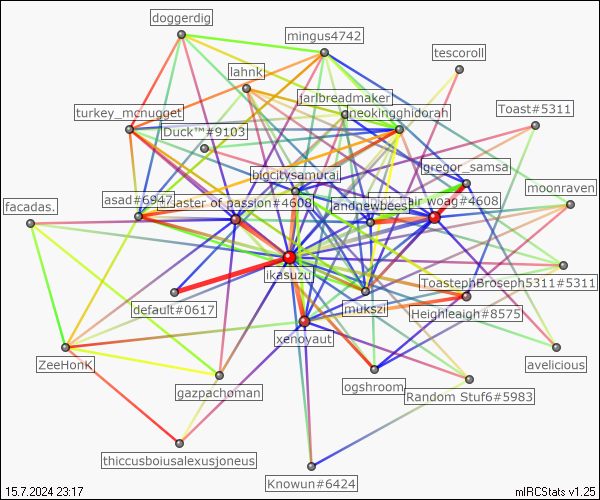 doggerdig
mingus4742
tescoroll
lahnk
farlbreadmaker
turkey_mcnugget
neokingghidorah
Toast#5311
Duck™#9103
gregor_samsa
bigcitysamurai
moonraven
asad#6947
aster of passion#4608
andnewbees
air woag#4608
facadas.
ikasuzu
ToastephBroseph5311#5311
default#0617
mukszi
Heighleaigh#8575
xenoyaut
ZeeHonk
avelicious
gazpachoman
ogshroom
Random Stuf6#5983
thiccusboiusalexusjoneus
Knowun#6424
15.7.2024 23:17
mIRCStats v1.25